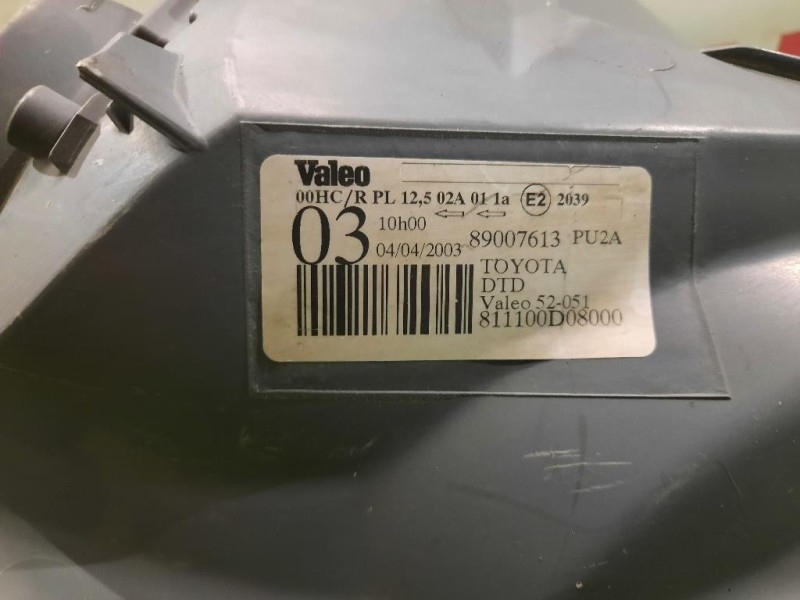 Valeo
00HC/R PL 12,5 02A 01 1a E2 2039
03 10h00
04/04/2003 89007613 PU2A
TOYOTA
DTD
Valeo 52-051
811100D08000